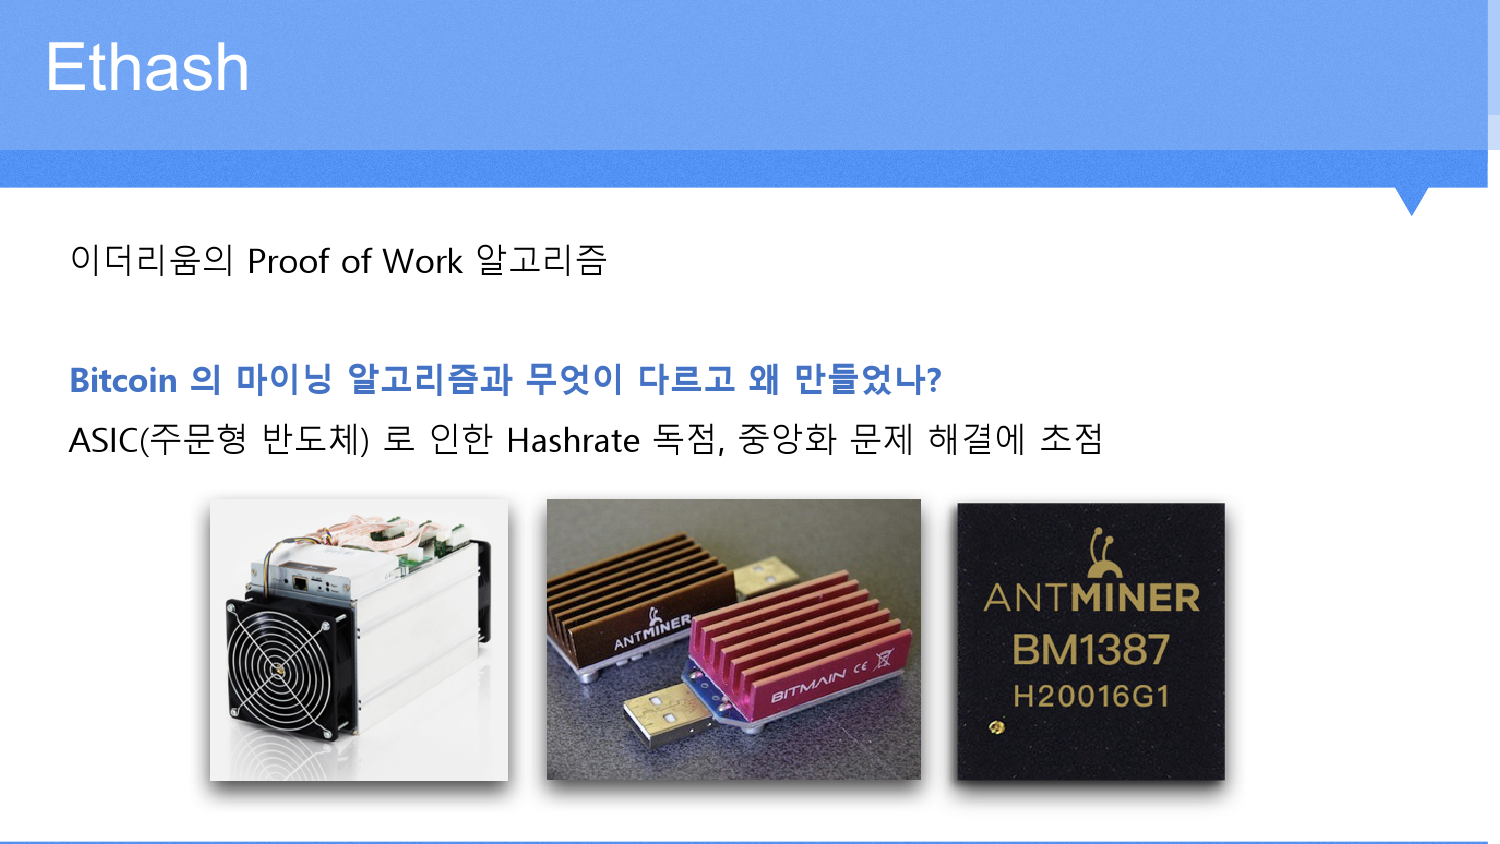 Ethash
이더리움의 Proof of Work 알고리즘
Bitcoin 의 마이닝 알고리즘과 무엇이 다르고 왜 만들었나?
ASIC(주문형 반도체) 로 인한 Hashrate 독점, 중앙화 문제 해결에 초점
ANTMINER
BITMAIN CE
ANTMINER
BM1387
H20016G1